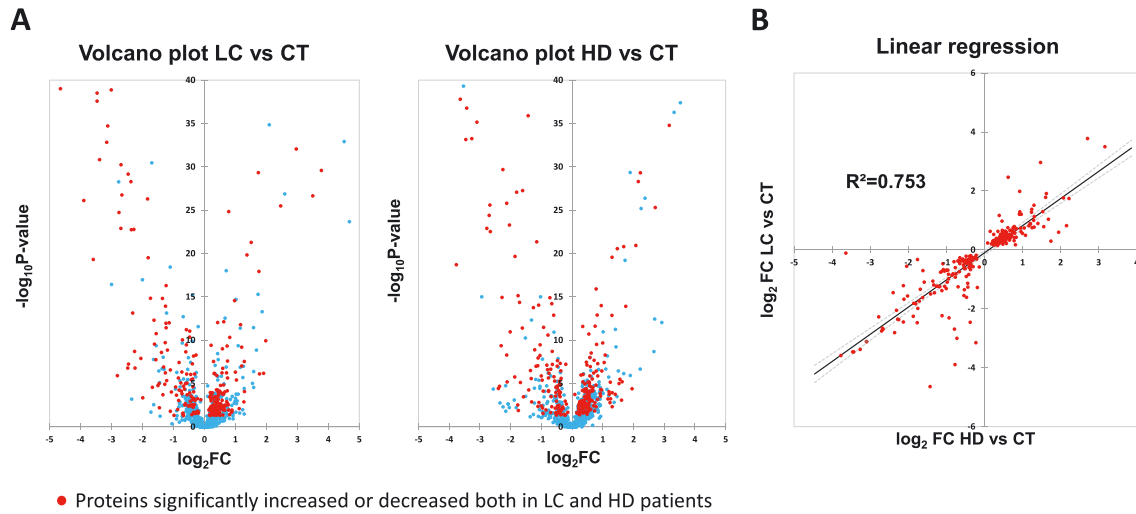 A
B
Volcano plot LC vs CT
Volcano plot HD vs CT
Linear regression
40
35
30
25
20
15
10
5
0
-5 -4 -3 -2 -1 0 1 2 3 4 5
-log10P-value
log2FC
40
35
30
25
20
15
10
5
0
-5 -4 -3 -2 -1 0 1 2 3 4 5
-log10P-value
log2FC
6
4
2
0
-2
-4
-6
-5 -4 -3 -2 -1 0 1 2 3 4
R²=0.753
log2 FC LC vs CT
log2 FC HD vs CT
Proteins significantly increased or decreased both in LC and HD patients